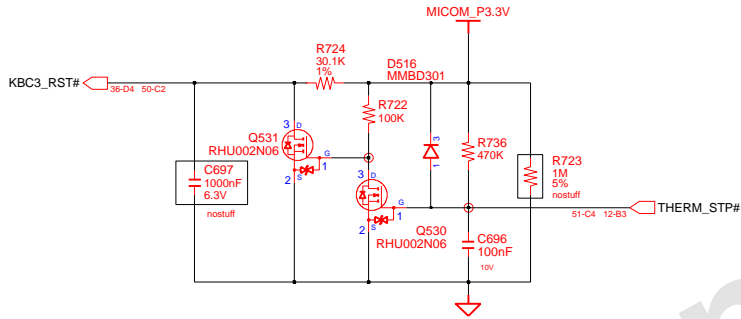 MICOM_P3.3V
R724
30.1K
1%
D516
MMBD301
KBC3_RST#
36-D4 50-C2
R722
100K
3 D
Q531
RHU002N06
G
1
2 S
3
1
R736
470K
R723
1M
5%
nostuff
C697
1000nF
6.3V
nostuff
3 D
G
1
2 S
Q530
RHU002N06
THERM_STP#
51-C4 12-B3
C696
100nF
10V